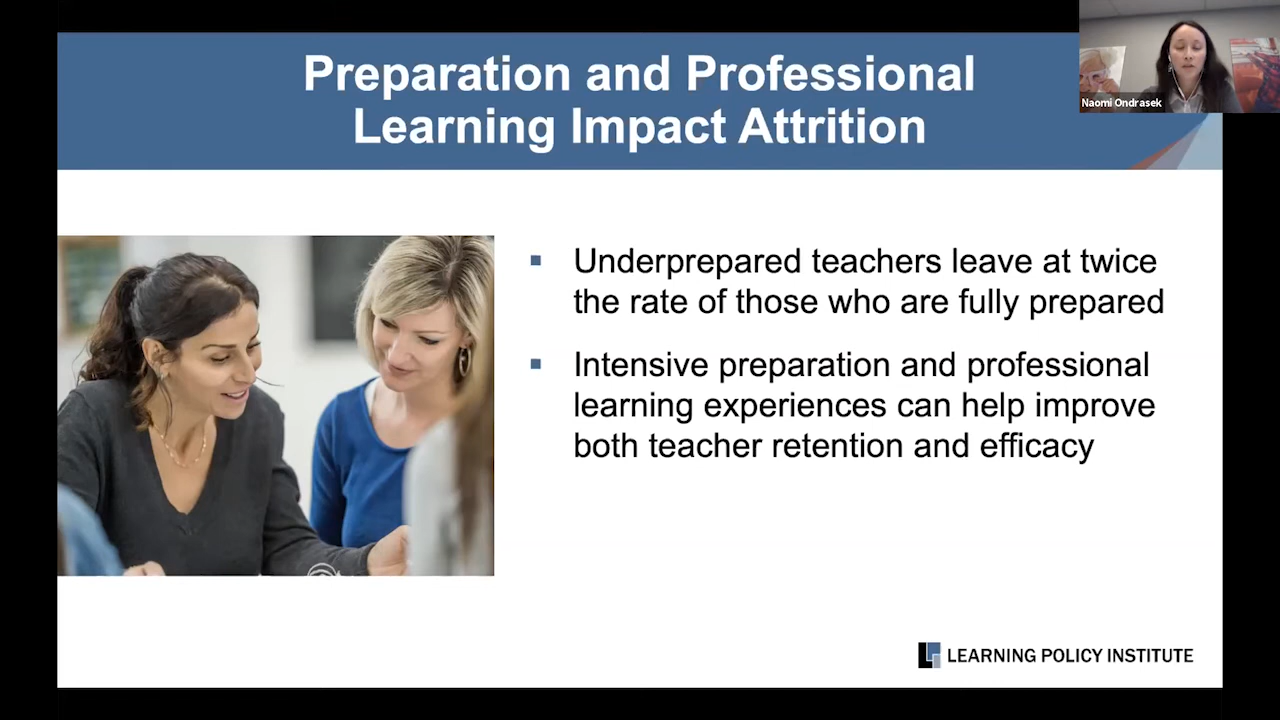 Preparation and Professional
Learning Impact Attrition
Naomi Ondrasek
▪ Underprepared teachers leave at twice
the rate of those who are fully prepared
▪ Intensive preparation and professional
learning experiences can help improve
both teacher retention and efficacy
LEARNING POLICY INSTITUTE